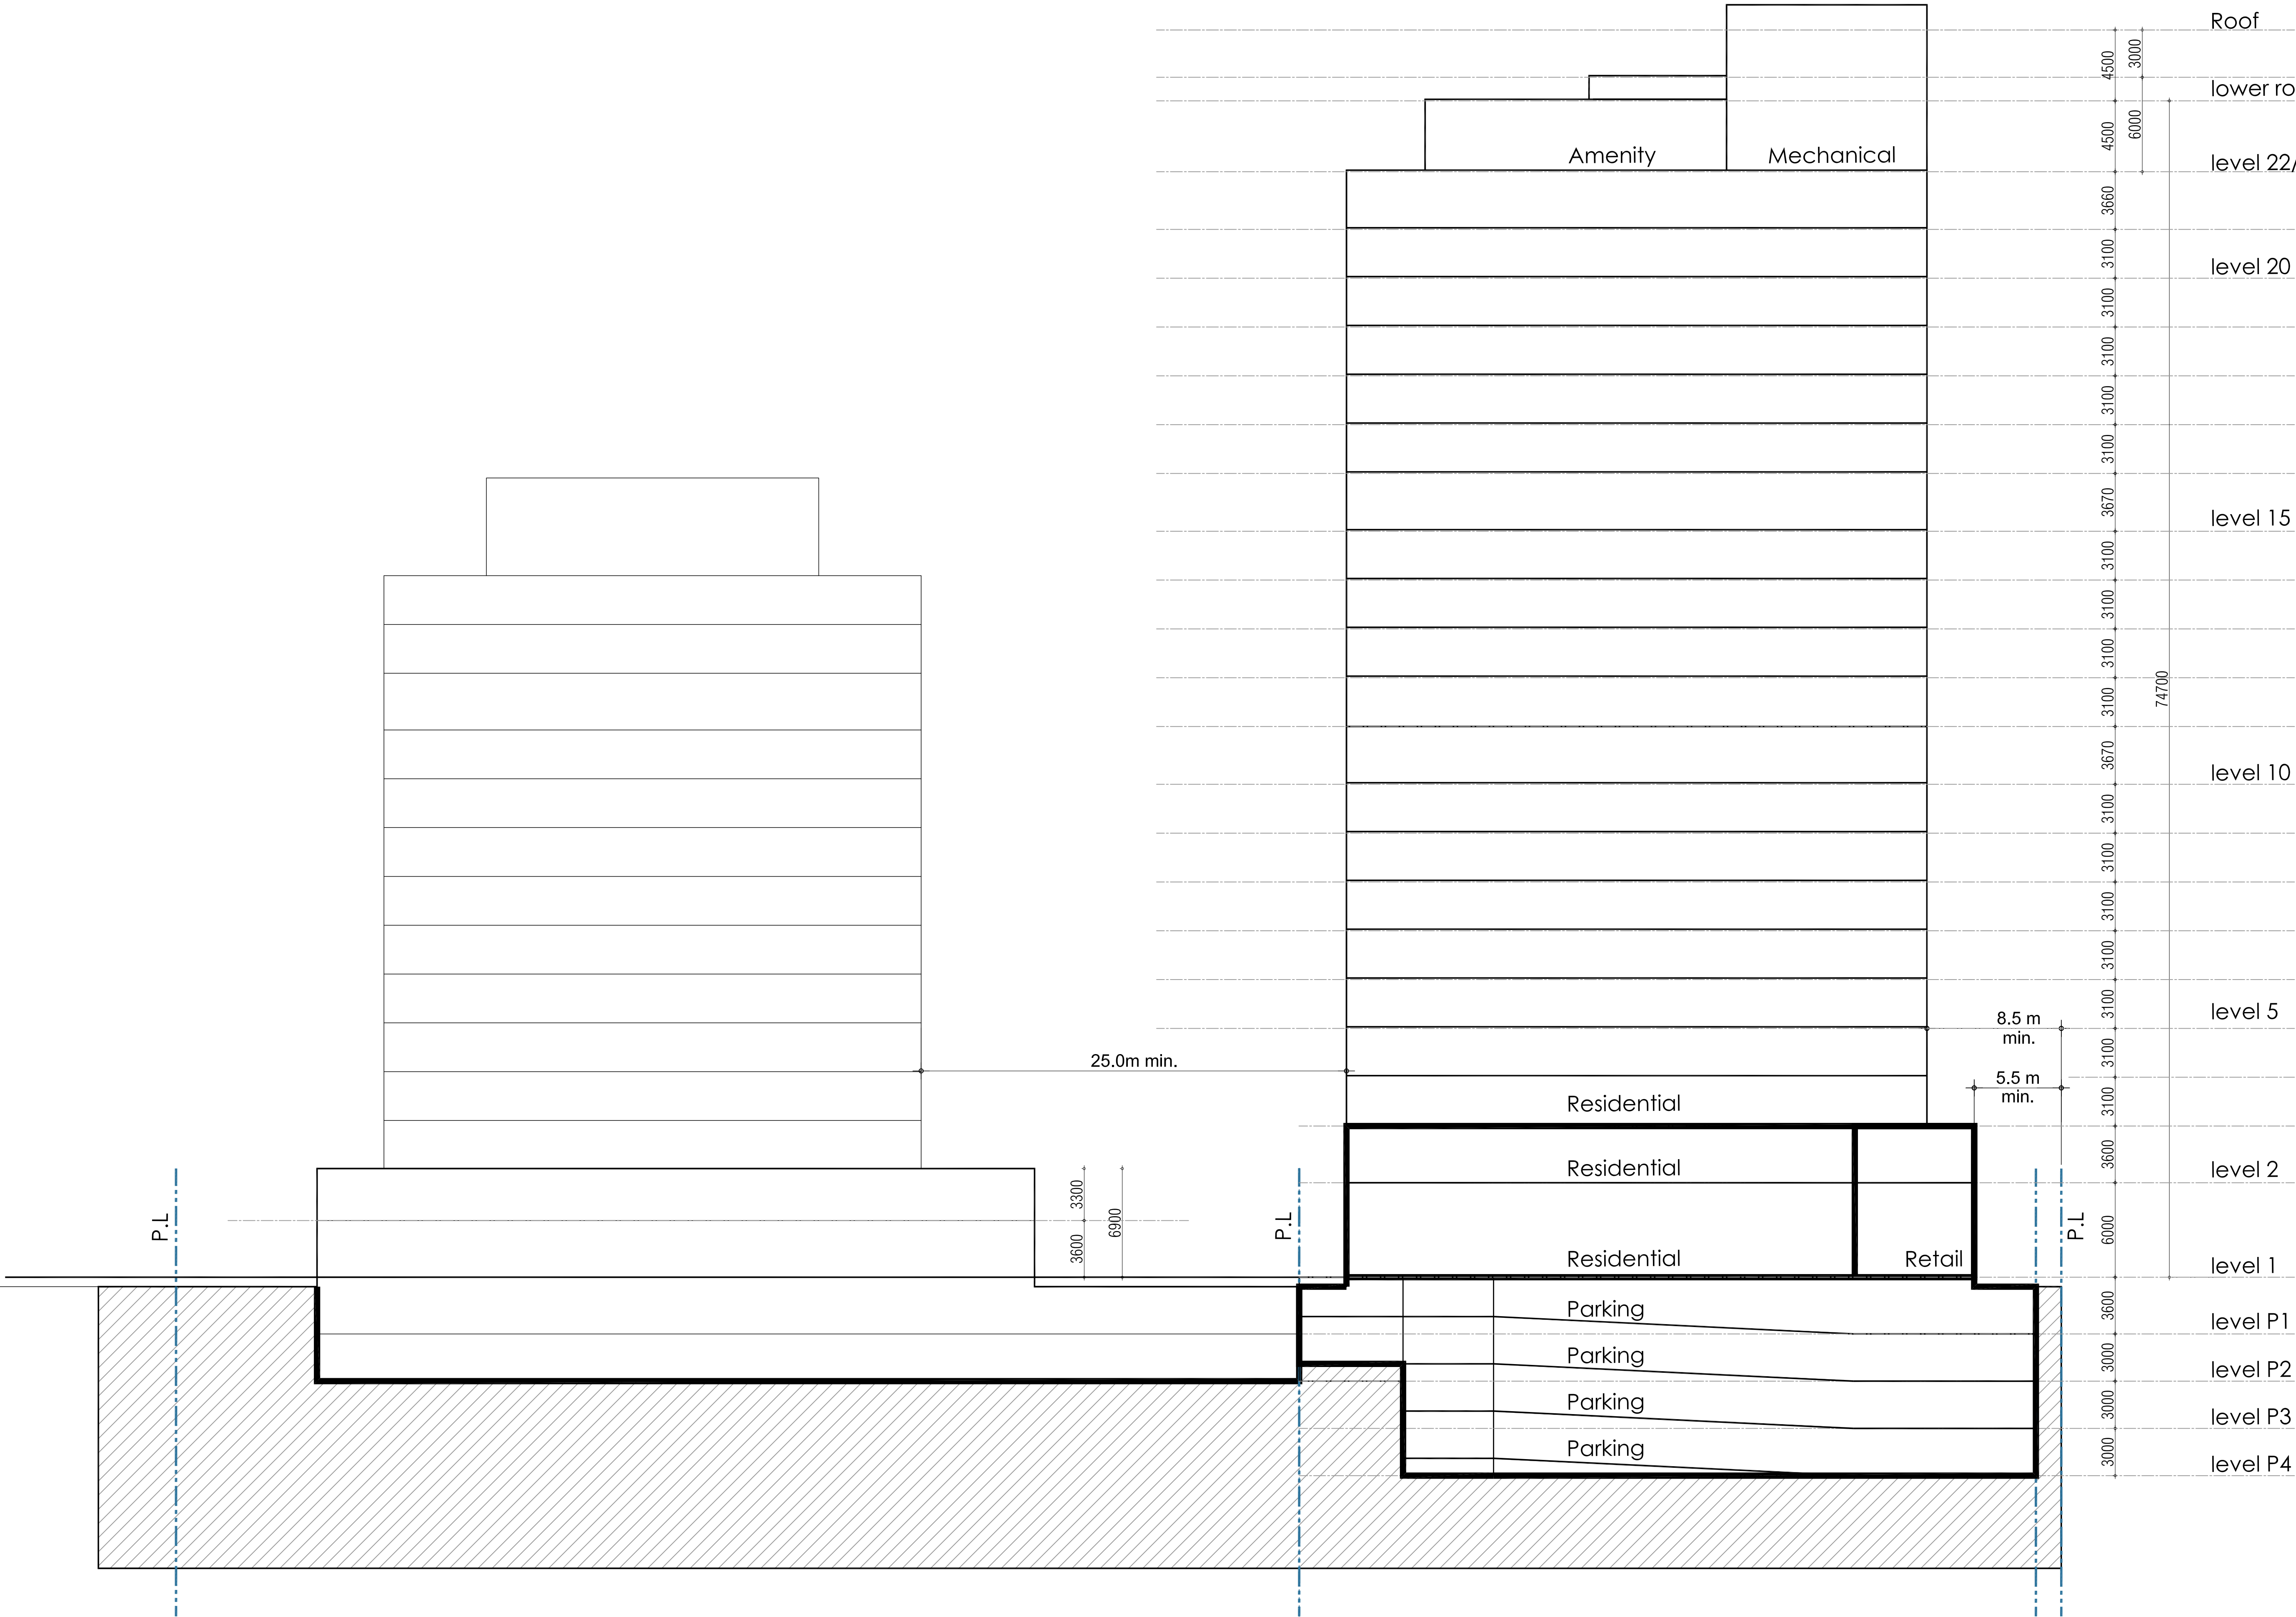 Roof
3000
4500
lower ro
6000
4500
Amenity
Mechanical
level 22/
3660
3100
level 20
3100
3100
3100
3100
3670
level 15
3100
3100
3100
3100
74700
3670
level 10
3100
3100
3100
3100
3100
level 5
8.5 m
min.
3100
25.0m min.
5.5 m
min.
3100
Residential
3600
Residential
level 2
3300
6900
3600
P.L
P.L
P.L
6000
Residential
Retail
level 1
3600
Parking
level P1
3000
Parking
level P2
3000
Parking
level P3
3000
Parking
level P4